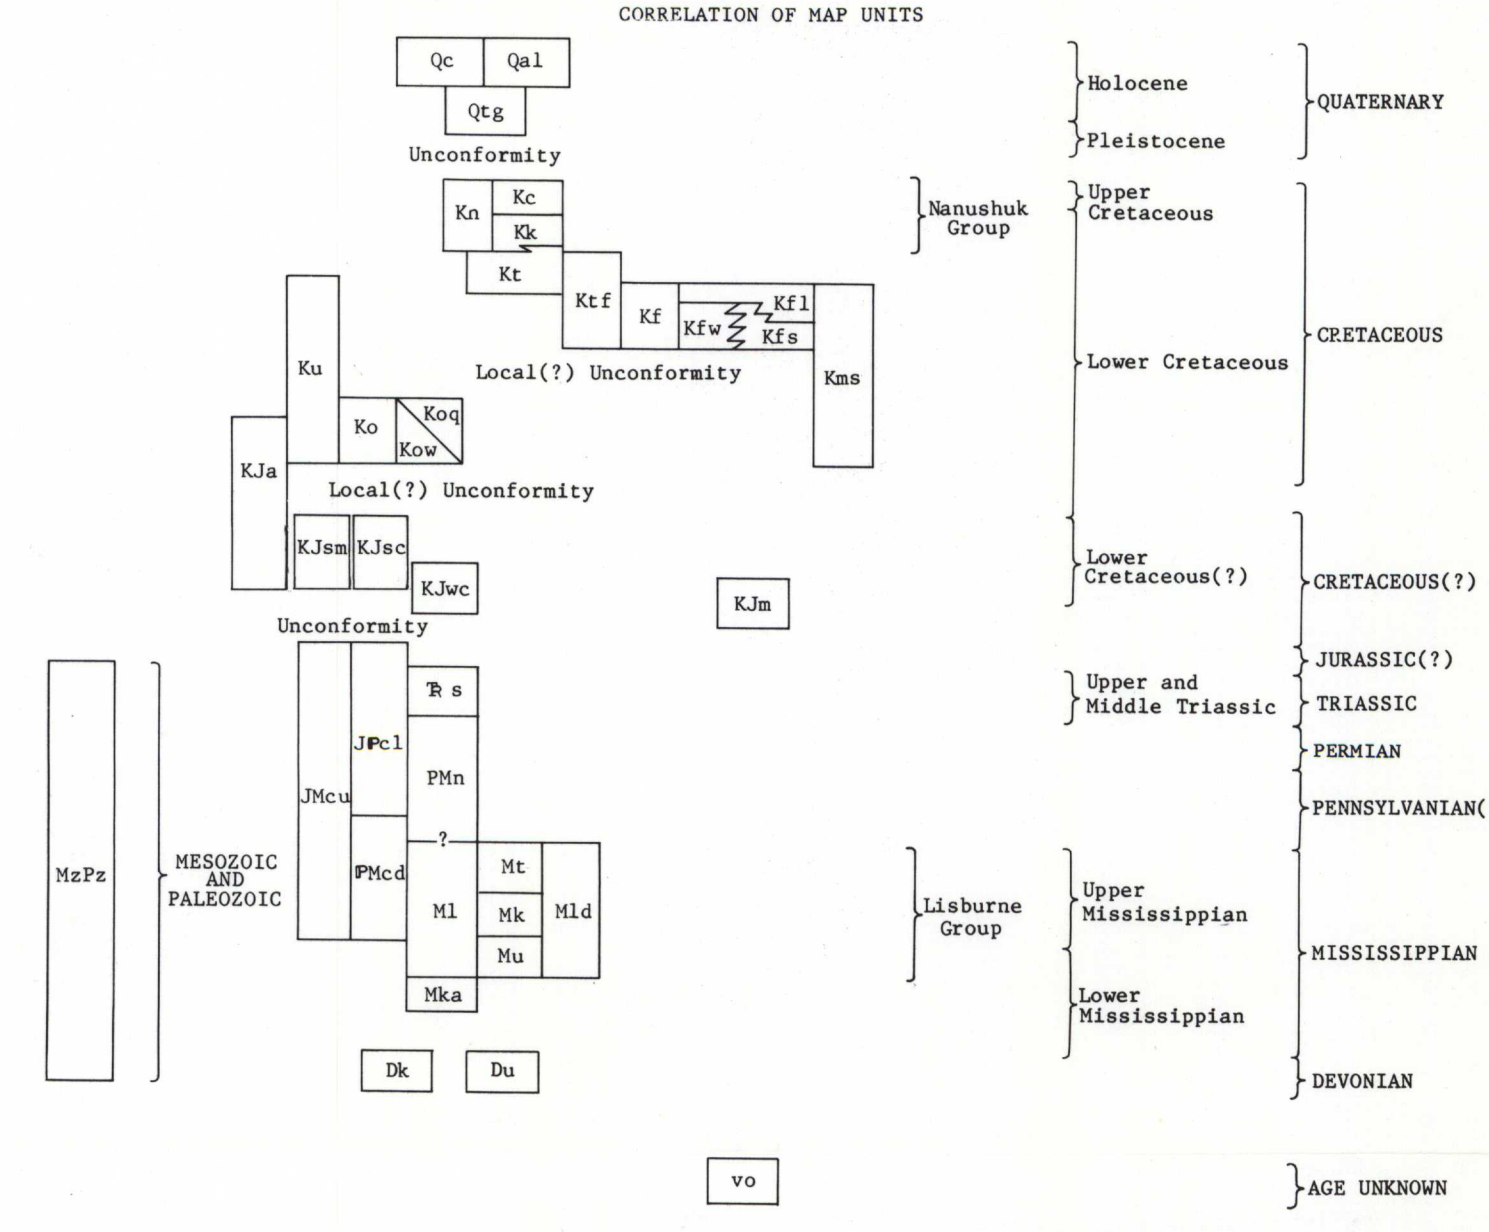 CORRELATION OF MAP UNITS
Qc
Qal
Qtg
Unconformity
Holocene
Pleistocene
QUATERNARY
Kn
Kc
Kk
Kt
Ktf
Kf
Kfw
Kfl
Kfs
Kms
Nanushuk
Group
Upper
Cretaceous
Lower Cretaceous
CRETACEOUS
Local(?) Unconformity
Ku
Ko
Koq
Kow
KJa
Local(?) Unconformity
KJsm
KJsc
KJwc
KJm
Lower
Cretaceous(?)
CRETACEOUS(?)
Unconformity
JURASSIC(?)
MzPz
MESOZOIC
AND
PALEOZOIC
JMcu
JPcl
PMcd
TR s
PMn
?
Ml
Mt
Mk
Mu
Mld
Mka
Upper and
Middle Triassic
TRIASSIC
PERMIAN
PENNSYLVANIAN(
Lisburne
Group
Upper
Mississippian
Lower
Mississippian
MISSISSIPPIAN
Dk
Du
DEVONIAN
vo
AGE UNKNOWN